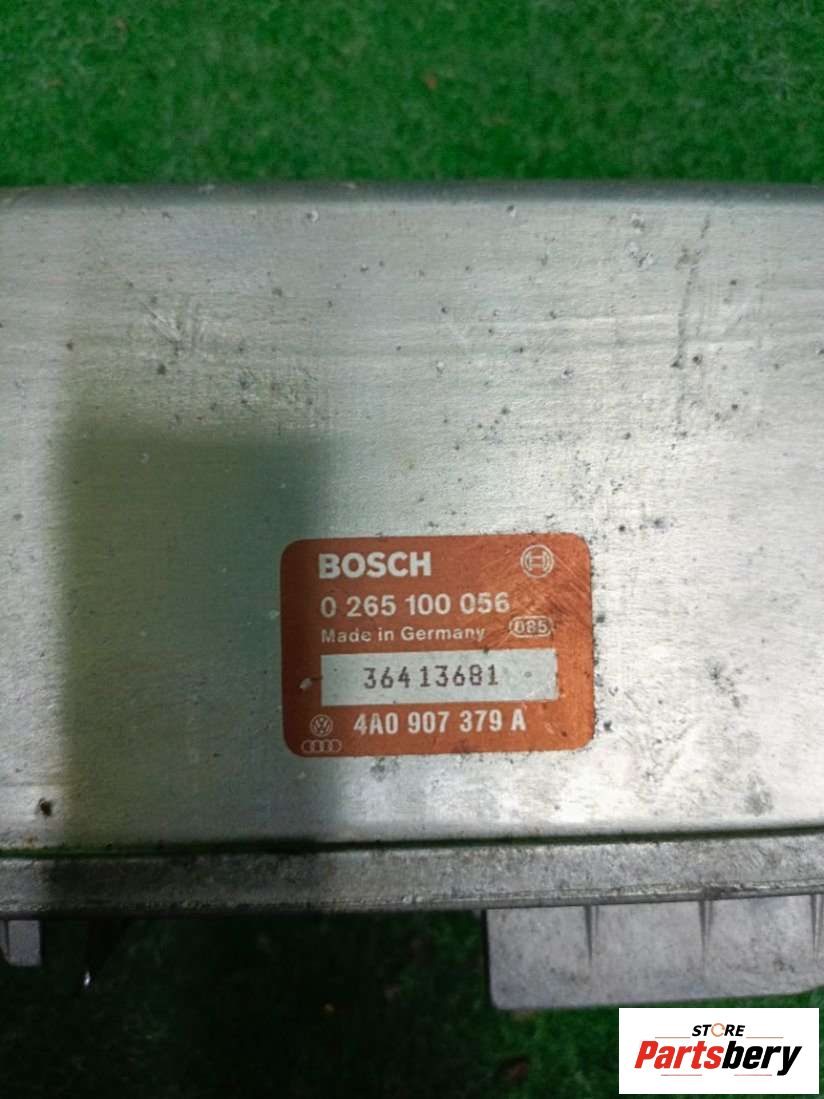 BOSCH
0 265 100 056
Made in Germany 085
36413681
4A0 907 379 A
STORE
Partsbery